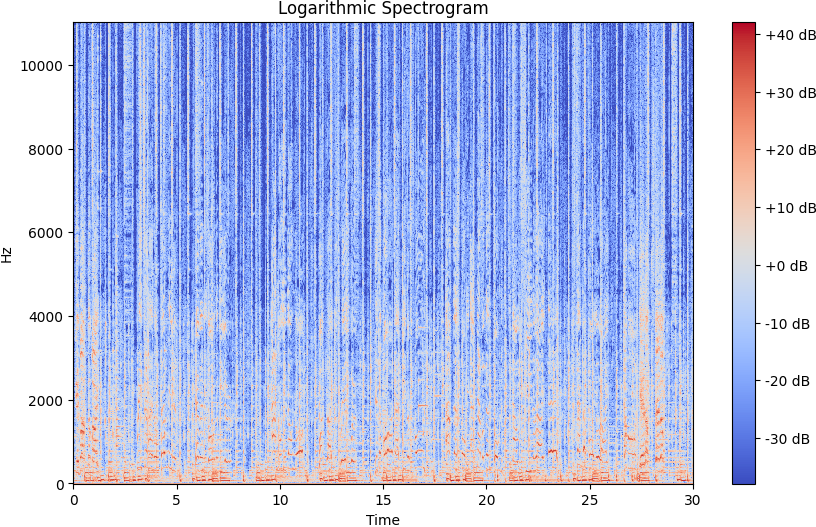 Logarithmic Spectrogram
Hz
10000
8000
6000
4000
2000
0
0 5 10 15 20 25 30
Time
+40 dB
+30 dB
+20 dB
+10 dB
+0 dB
-10 dB
-20 dB
-30 dB